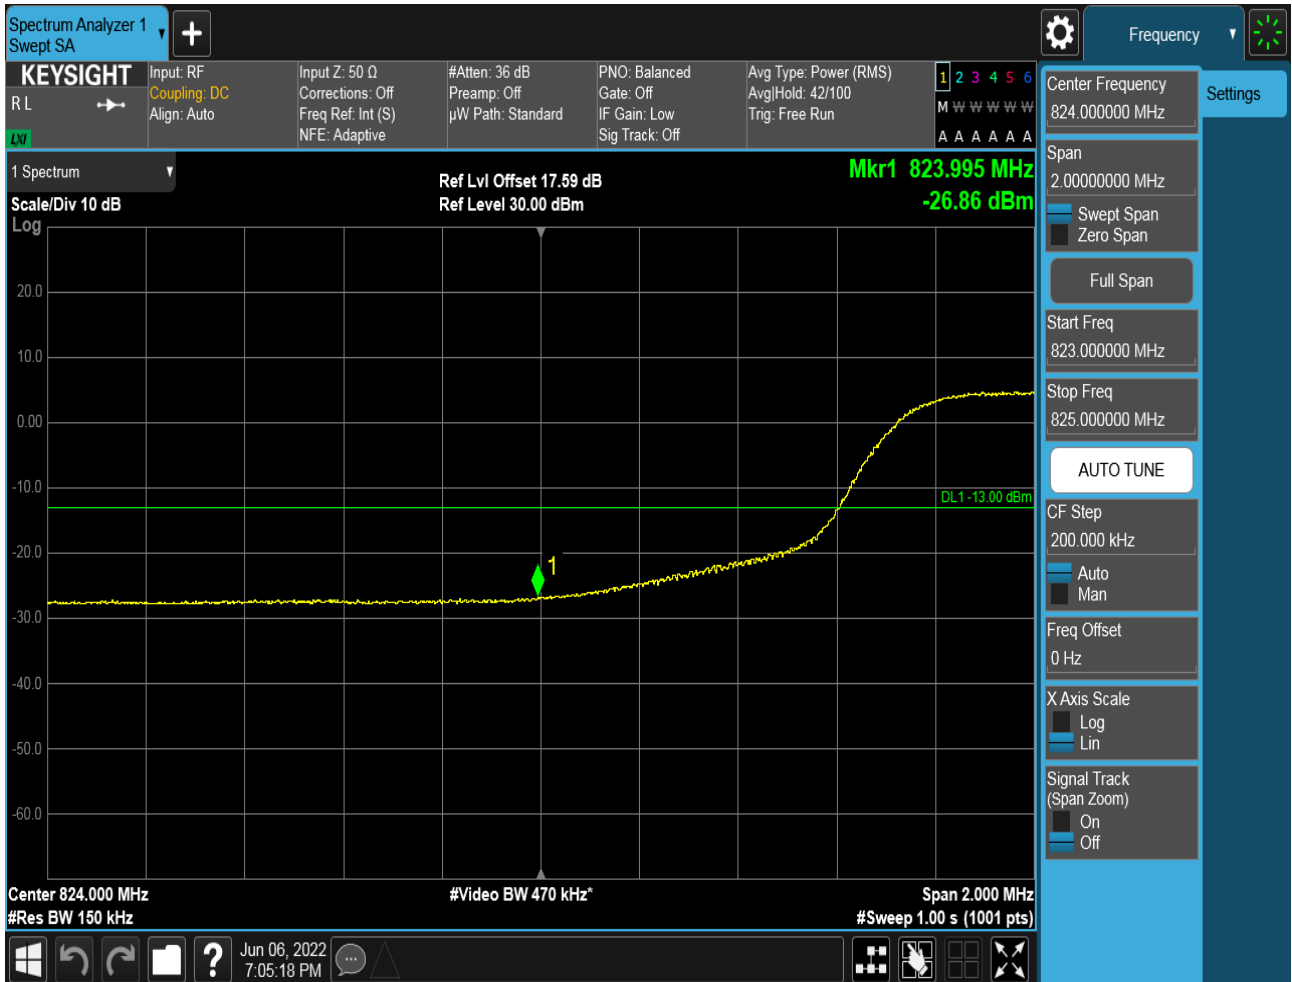 Spectrum Analyzer 1
Swept SA
+
Frequency
KEYSIGHT
R L
LXI
Input: RF
Coupling: DC
Align: Auto
Input Z: 50 Ω
Corrections: Off
Freq Ref: Int (S)
NFE: Adaptive
#Atten: 36 dB
Preamp: Off
µW Path: Standard
PNO: Balanced
Gate: Off
IF Gain: Low
Sig Track: Off
Avg Type: Power (RMS)
Avg|Hold: 42/100
Trig: Free Run
1 2 3 4 5 6
M W W W W W
A A A A A A
1 Spectrum
Scale/Div 10 dB
Log
Ref Lvl Offset 17.59 dB
Ref Level 30.00 dBm
Mkr1 823.995 MHz
-26.86 dBm
20.0
10.0
0.00
-10.0
-20.0
-30.0
-40.0
-50.0
-60.0
DL1 -13.00 dBm
1
Center 824.000 MHz
#Res BW 150 kHz
#Video BW 470 kHz*
Span 2.000 MHz
#Sweep 1.00 s (1001 pts)
?
Jun 06, 2022
7:05:18 PM
Center Frequency
824.000000 MHz
Settings
Span
2.00000000 MHz
Swept Span
Zero Span
Full Span
Start Freq
823.000000 MHz
Stop Freq
825.000000 MHz
AUTO TUNE
CF Step
200.000 kHz
Auto
Man
Freq Offset
0 Hz
X Axis Scale
Log
Lin
Signal Track
(Span Zoom)
On
Off